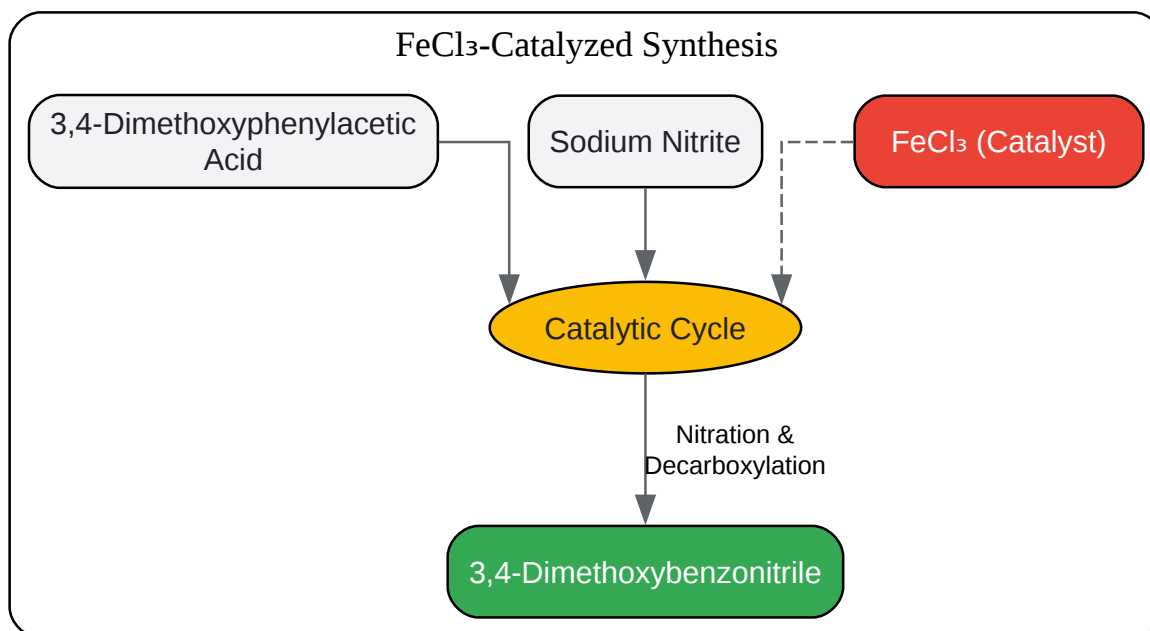 FeCl₃-Catalyzed Synthesis
3,4-Dimethoxyphenylacetic
Acid
Sodium Nitrite
FeCl₃ (Catalyst)
Catalytic Cycle
Nitration &
Decarboxylation
3,4-Dimethoxybenzonitrile